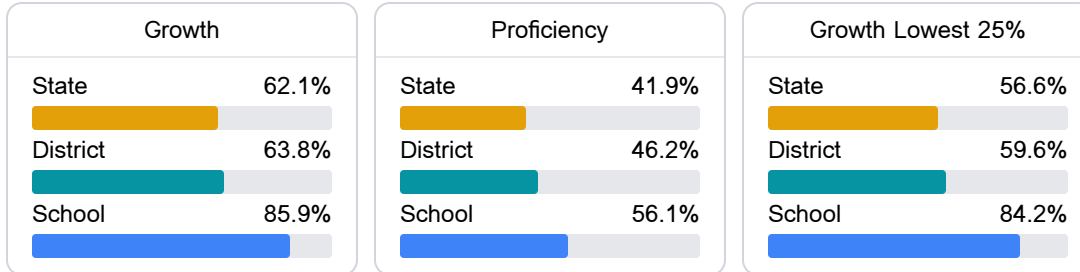 Growth
State 62.1%
District 63.8%
School 85.9%
Proficiency
State 41.9%
District 46.2%
School 56.1%
Growth Lowest 25%
State 56.6%
District 59.6%
School 84.2%